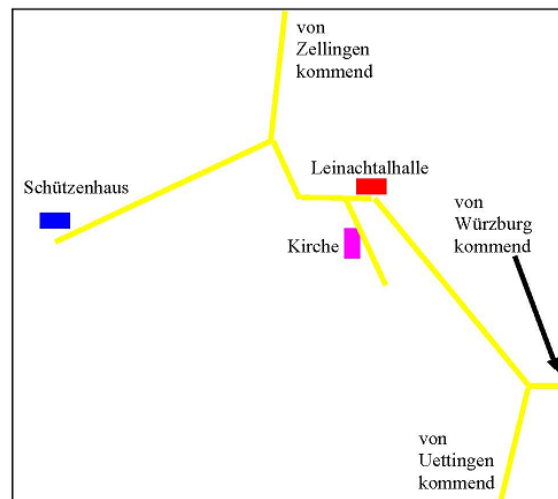 von
Zellingen
kommend
Leinachtalhalle
Schützenhaus
von
Würzburg
kommend
Kirche
von
Uettingen
kommend